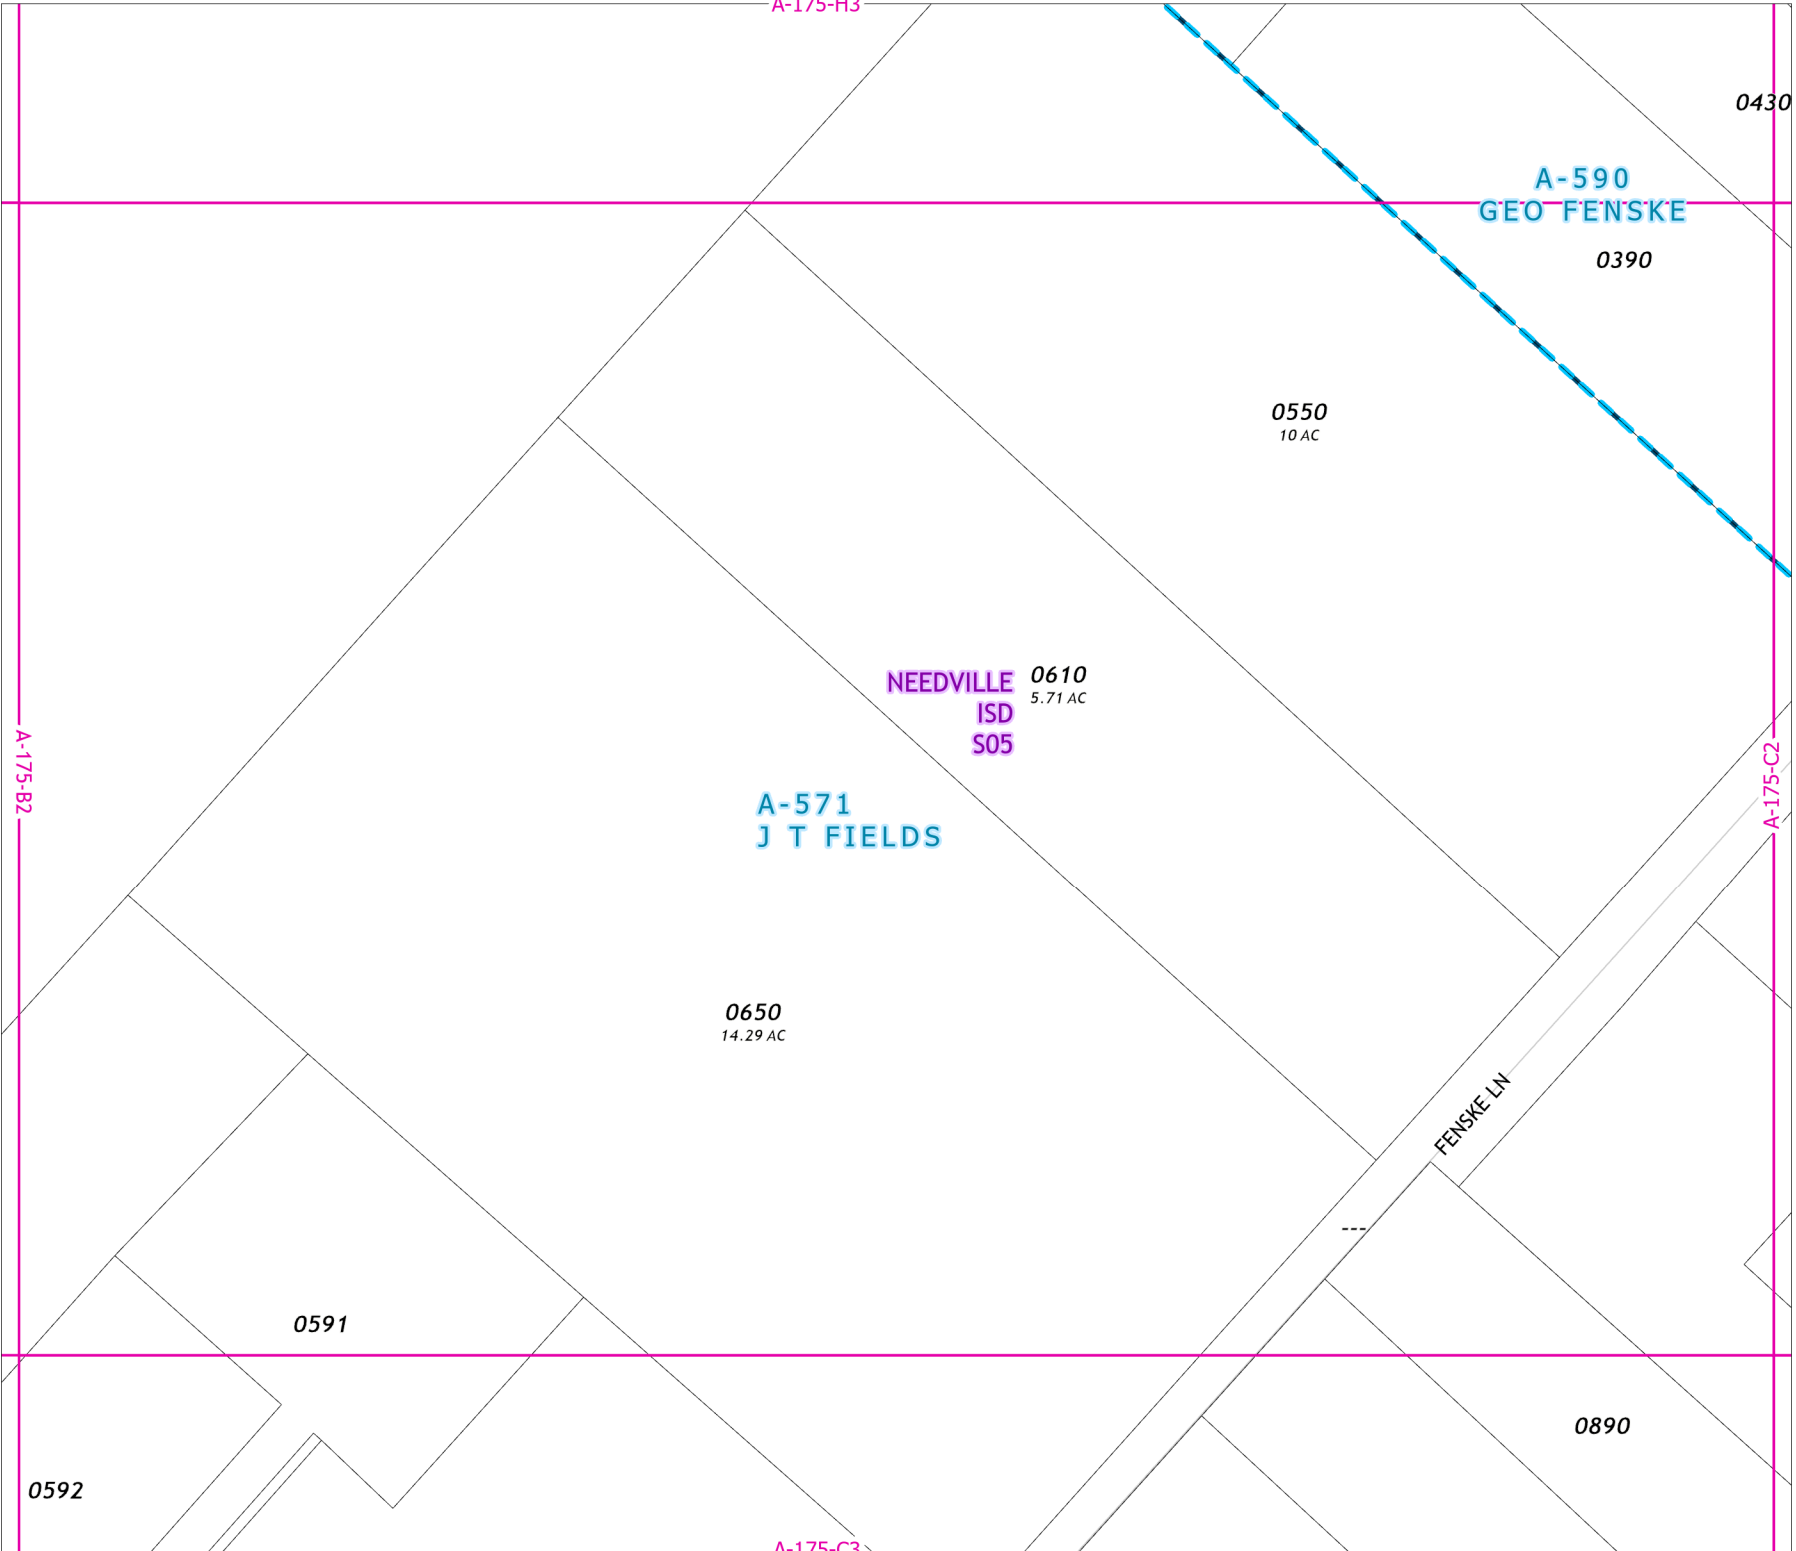 A-175-H3
0430
A-590
GEO FENSKE
0390
0550
10 AC
NEEDVILLE
ISD
S05
0610
5.71 AC
A-175-B2
A-175-C2
A-571
J T FIELDS
0650
14.29 AC
FENSKE LN
---
0591
0890
0592
A-175-C3